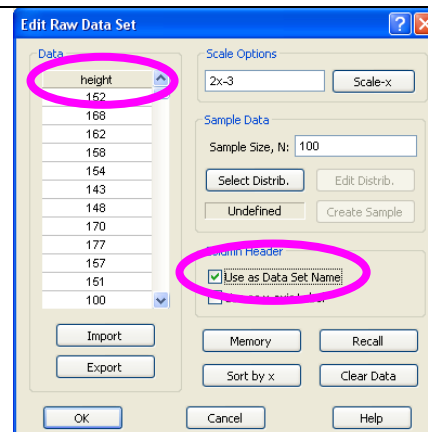 Edit Raw Data Set
Data
height
152
168
162
158
154
143
148
170
177
157
151
100
Import
Export
Scale Options
2x-3
Scale-x
Sample Data
Sample Size, N: 100
Select Distrib. Edit Distrib.
Undefined Create Sample
Column Header
Use as Data Set Name
Memory Recall
Sort by x Clear Data
OK Cancel Help